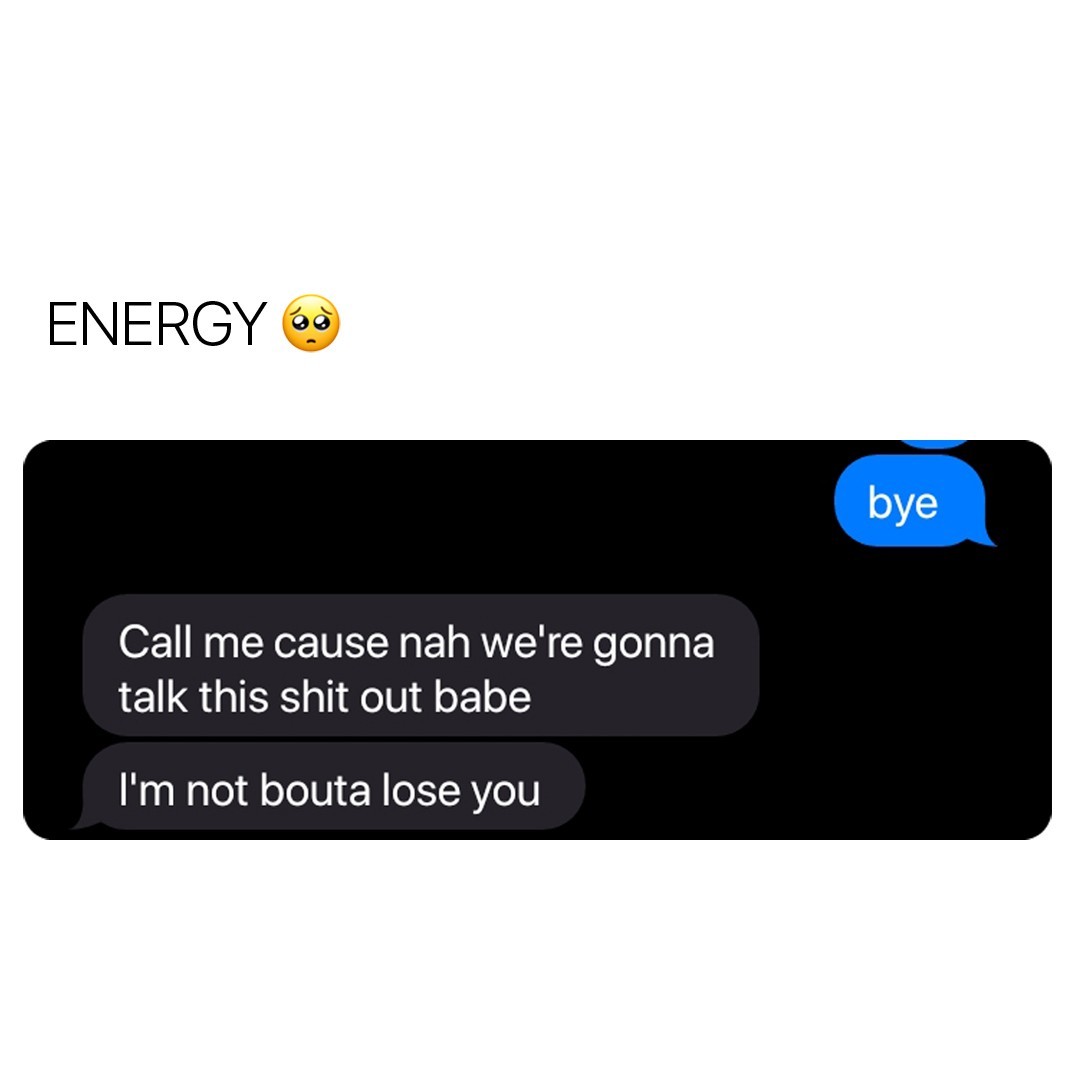 ENERGY 🥺
bye
Call me cause nah we're gonna
talk this shit out babe
I'm not bouta lose you